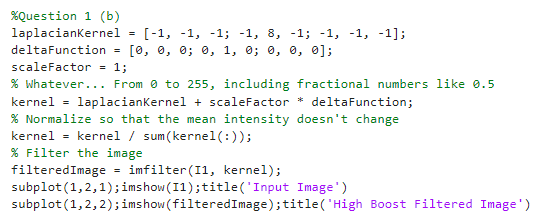 %Question 1 (b)
laplacianKernel = [-1, -1, -1; -1, 8, -1; -1, -1, -1];
deltaFunction = [0, 0, 0; 0, 1, 0; 0, 0, 0];
scaleFactor = 1;
% Whatever... From 0 to 255, including fractional numbers like 0.5
kernel = laplacianKernel + scaleFactor * deltaFunction;
% Normalize so that the mean intensity doesn't change
kernel = kernel / sum(kernel(:));
% Filter the image
filteredImage = imfilter(I1, kernel);
subplot(1,2,1);imshow(I1);title('Input Image')
subplot(1,2,2);imshow(filteredImage);title('High Boost Filtered Image')